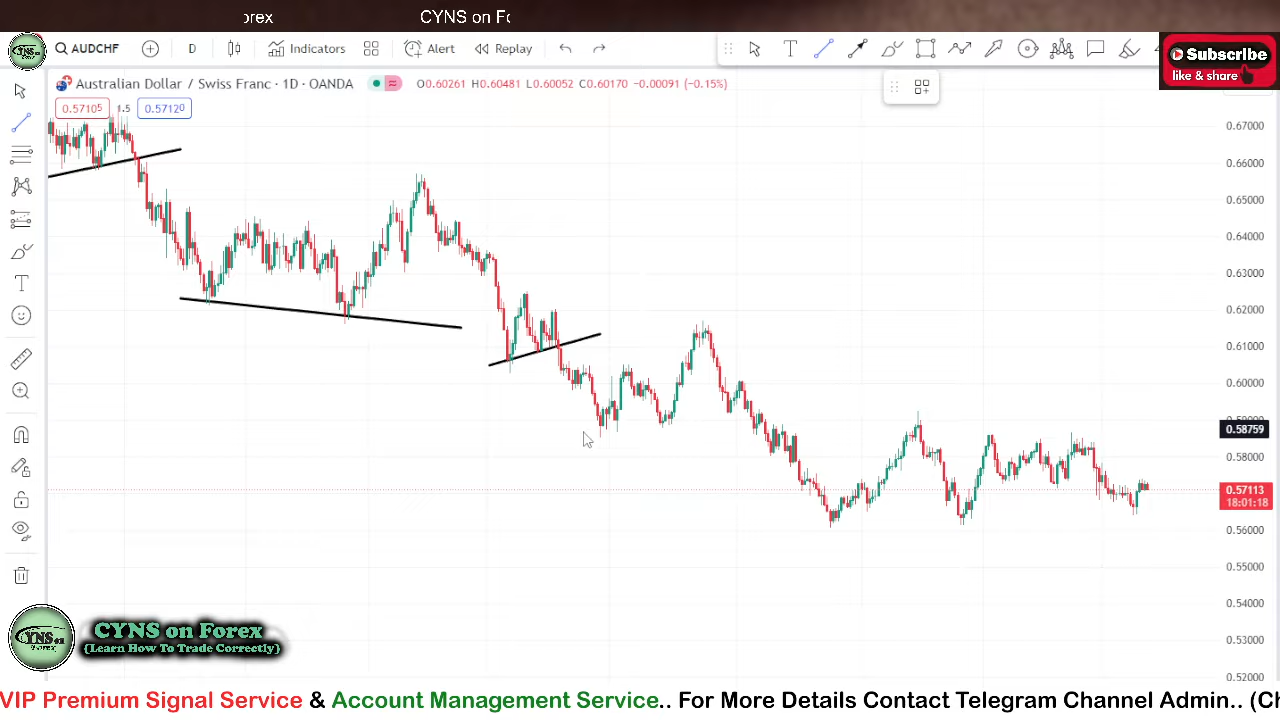 orex CYNS on Fo
AUDCHF D Indicators Alert Replay
Subscribe
like & share
Australian Dollar / Swiss Franc · 1D · OANDA O0.60261 H0.60481 L0.60052 C0.60170 −0.00091 (−0.15%)
0.57105 1.5 0.57120
0.67000
0.66000
0.65000
0.64000
0.63000
0.62000
0.61000
0.60000
0.58759
0.58000
0.57113
18:01:18
0.56000
0.55000
0.54000
0.53000
0.52000
CYNS on Forex
{Learn How To Trade Correctly}
VIP Premium Signal Service & Account Management Service.. For More Details Contact Telegram Channel Admin.. (Ch